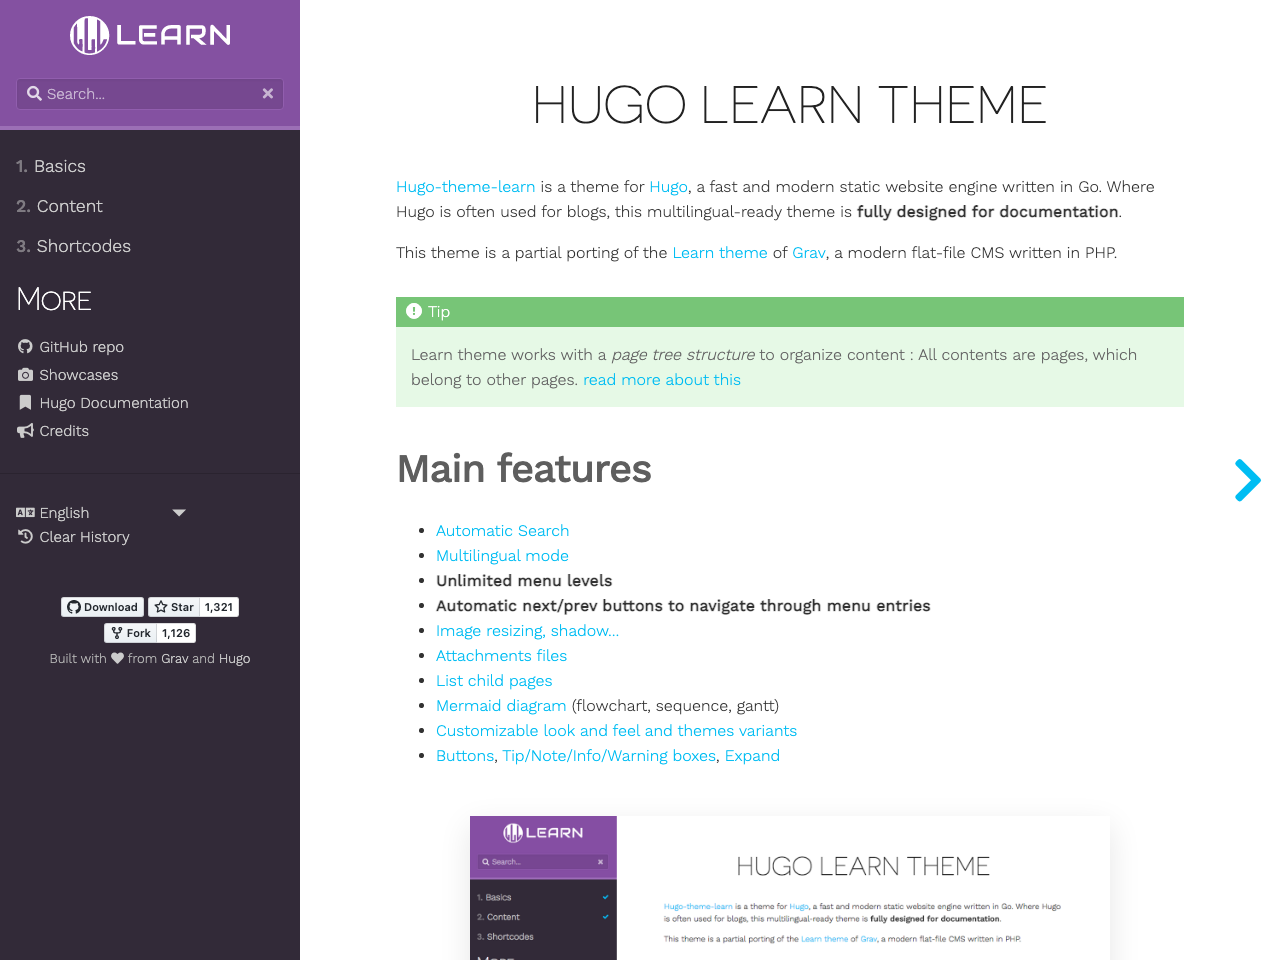 LEARN
Search...
1. Basics
2. Content
3. Shortcodes
MORE
GitHub repo
Showcases
Hugo Documentation
Credits
English
Clear History
Download
Star 1,321
Fork 1,126
Built with from Grav and Hugo
HUGO LEARN THEME
Hugo-theme-learn is a theme for Hugo, a fast and modern static website engine written in Go. Where
Hugo is often used for blogs, this multilingual-ready theme is fully designed for documentation.
This theme is a partial porting of the Learn theme of Grav, a modern flat-file CMS written in PHP.
Tip
Learn theme works with a page tree structure to organize content : All contents are pages, which
belong to other pages. read more about this
Main features
Automatic Search
Multilingual mode
Unlimited menu levels
Automatic next/prev buttons to navigate through menu entries
Image resizing, shadow...
Attachments files
List child pages
Mermaid diagram (flowchart, sequence, gantt)
Customizable look and feel and themes variants
Buttons, Tip/Note/Info/Warning boxes, Expand
LEARN
Search...
1. Basics
2. Content
3. Shortcodes
MORE
HUGO LEARN THEME
Hugo-theme-learn is a theme for Hugo, a fast and modern static website engine written in Go. Where Hugo
is often used for blogs, this multilingual-ready theme is fully designed for documentation.
This theme is a partial porting of the Learn theme of Grav, a modern flat-file CMS written in PHP.